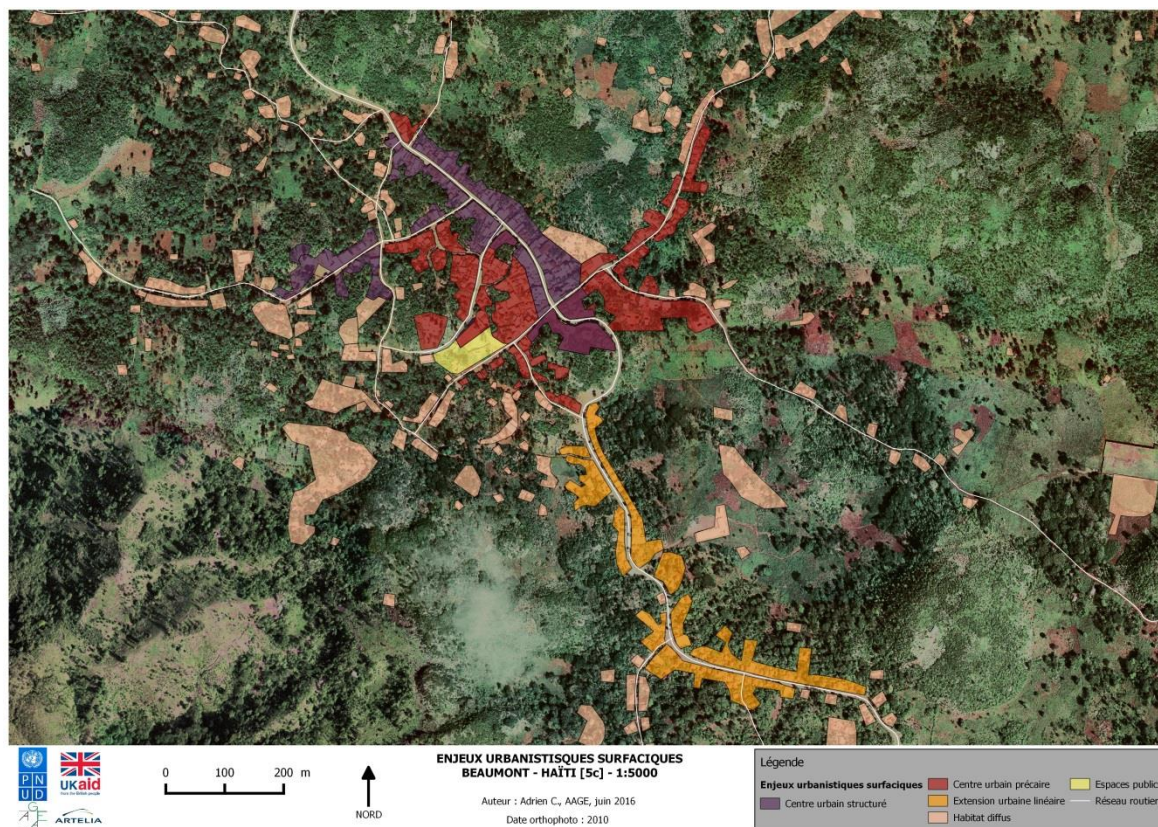 P N
U D
UKaid
from the British people
A G
ARTELIA
0 100 200 m
NORD
ENJEUX URBANISTISQUES SURFACIQUES
BEAUMONT - HAÏTI [5c] - 1:5000
Auteur : Adrien C., AAGE, juin 2016
Date orthophoto : 2010
Légende
Enjeux urbanistiques surfaciques
Centre urbain structuré
Centre urbain précaire
Extension urbaine linéaire
Habitat diffus
Espaces public
Réseau routier